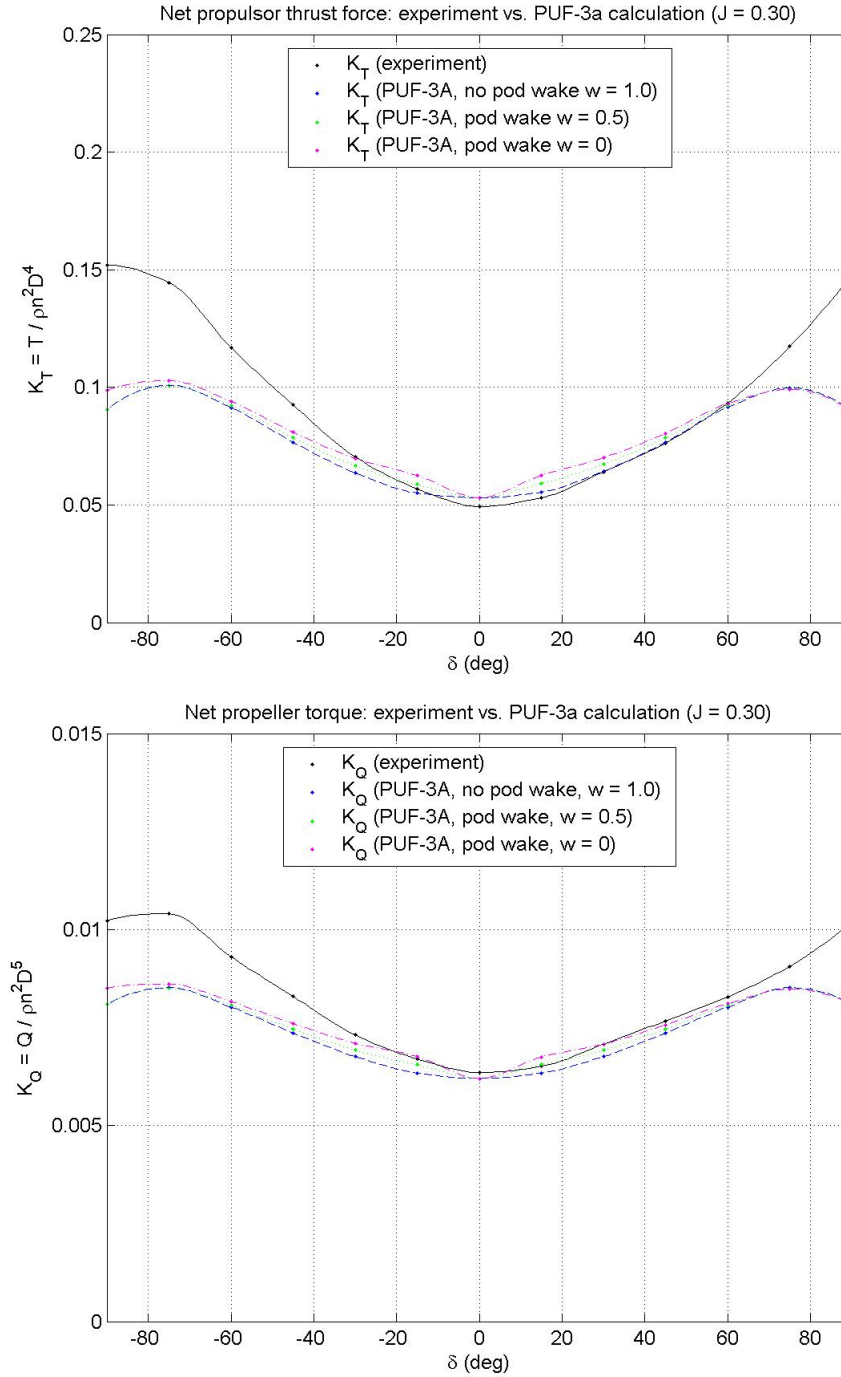 Net propulsor thrust force: experiment vs. PUF-3a calculation (J = 0.30)
0.25
K_T (experiment)
K_T (PUF-3A, no pod wake w = 1.0)
K_T (PUF-3A, pod wake w = 0.5)
K_T (PUF-3A, pod wake w = 0)
0.2
0.15
K_T = T / ρn²D⁴
0.1
0.05
0
-80 -60 -40 -20 0 20 40 60 80
δ (deg)
Net propeller torque: experiment vs. PUF-3a calculation (J = 0.30)
0.015
K_Q (experiment)
K_Q (PUF-3A, no pod wake, w = 1.0)
K_Q (PUF-3A, pod wake, w = 0.5)
K_Q (PUF-3A, pod wake, w = 0)
0.01
K_Q = Q / ρn²D⁵
0.005
0
-80 -60 -40 -20 0 20 40 60 80
δ (deg)